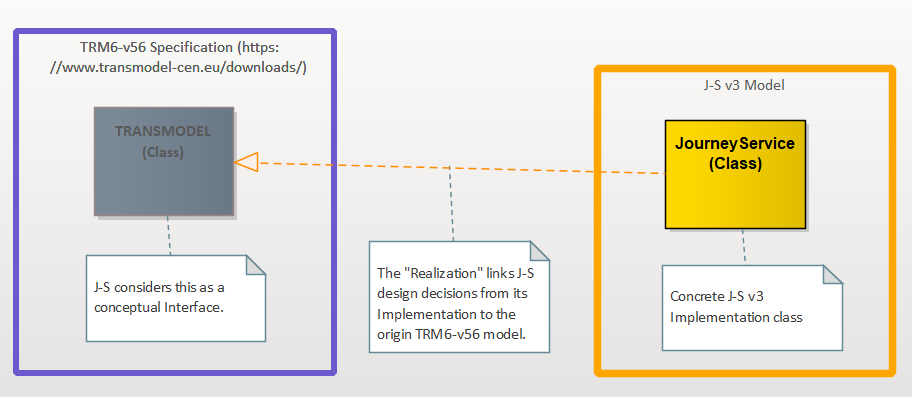 TRM6-v56 Specification (https:
//www.transmodel-cen.eu/downloads/)
TRANSMODEL
(Class)
J-S considers this as a
conceptual Interface.
The "Realization" links J-S
design decisions from its
Implementation to the
origin TRM6-v56 model.
J-S v3 Model
JourneyService
(Class)
Concrete J-S v3
Implementation class